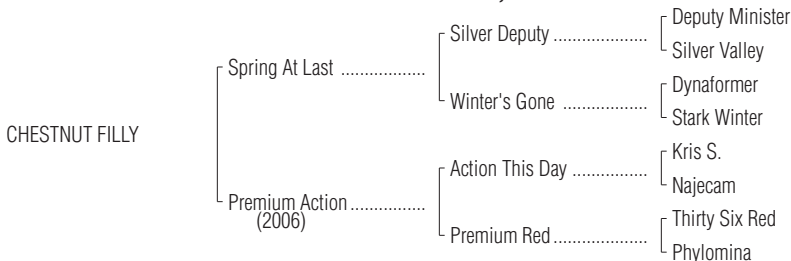 Deputy Minister
Silver Deputy ....................
Silver Valley
Spring At Last ..................
Dynaformer
Winter's Gone ..................
Stark Winter
CHESTNUT FILLY
Kris S.
Action This Day ................
Najecam
Premium Action................
(2006)
Thirty Six Red
Premium Red....................
Phylomina